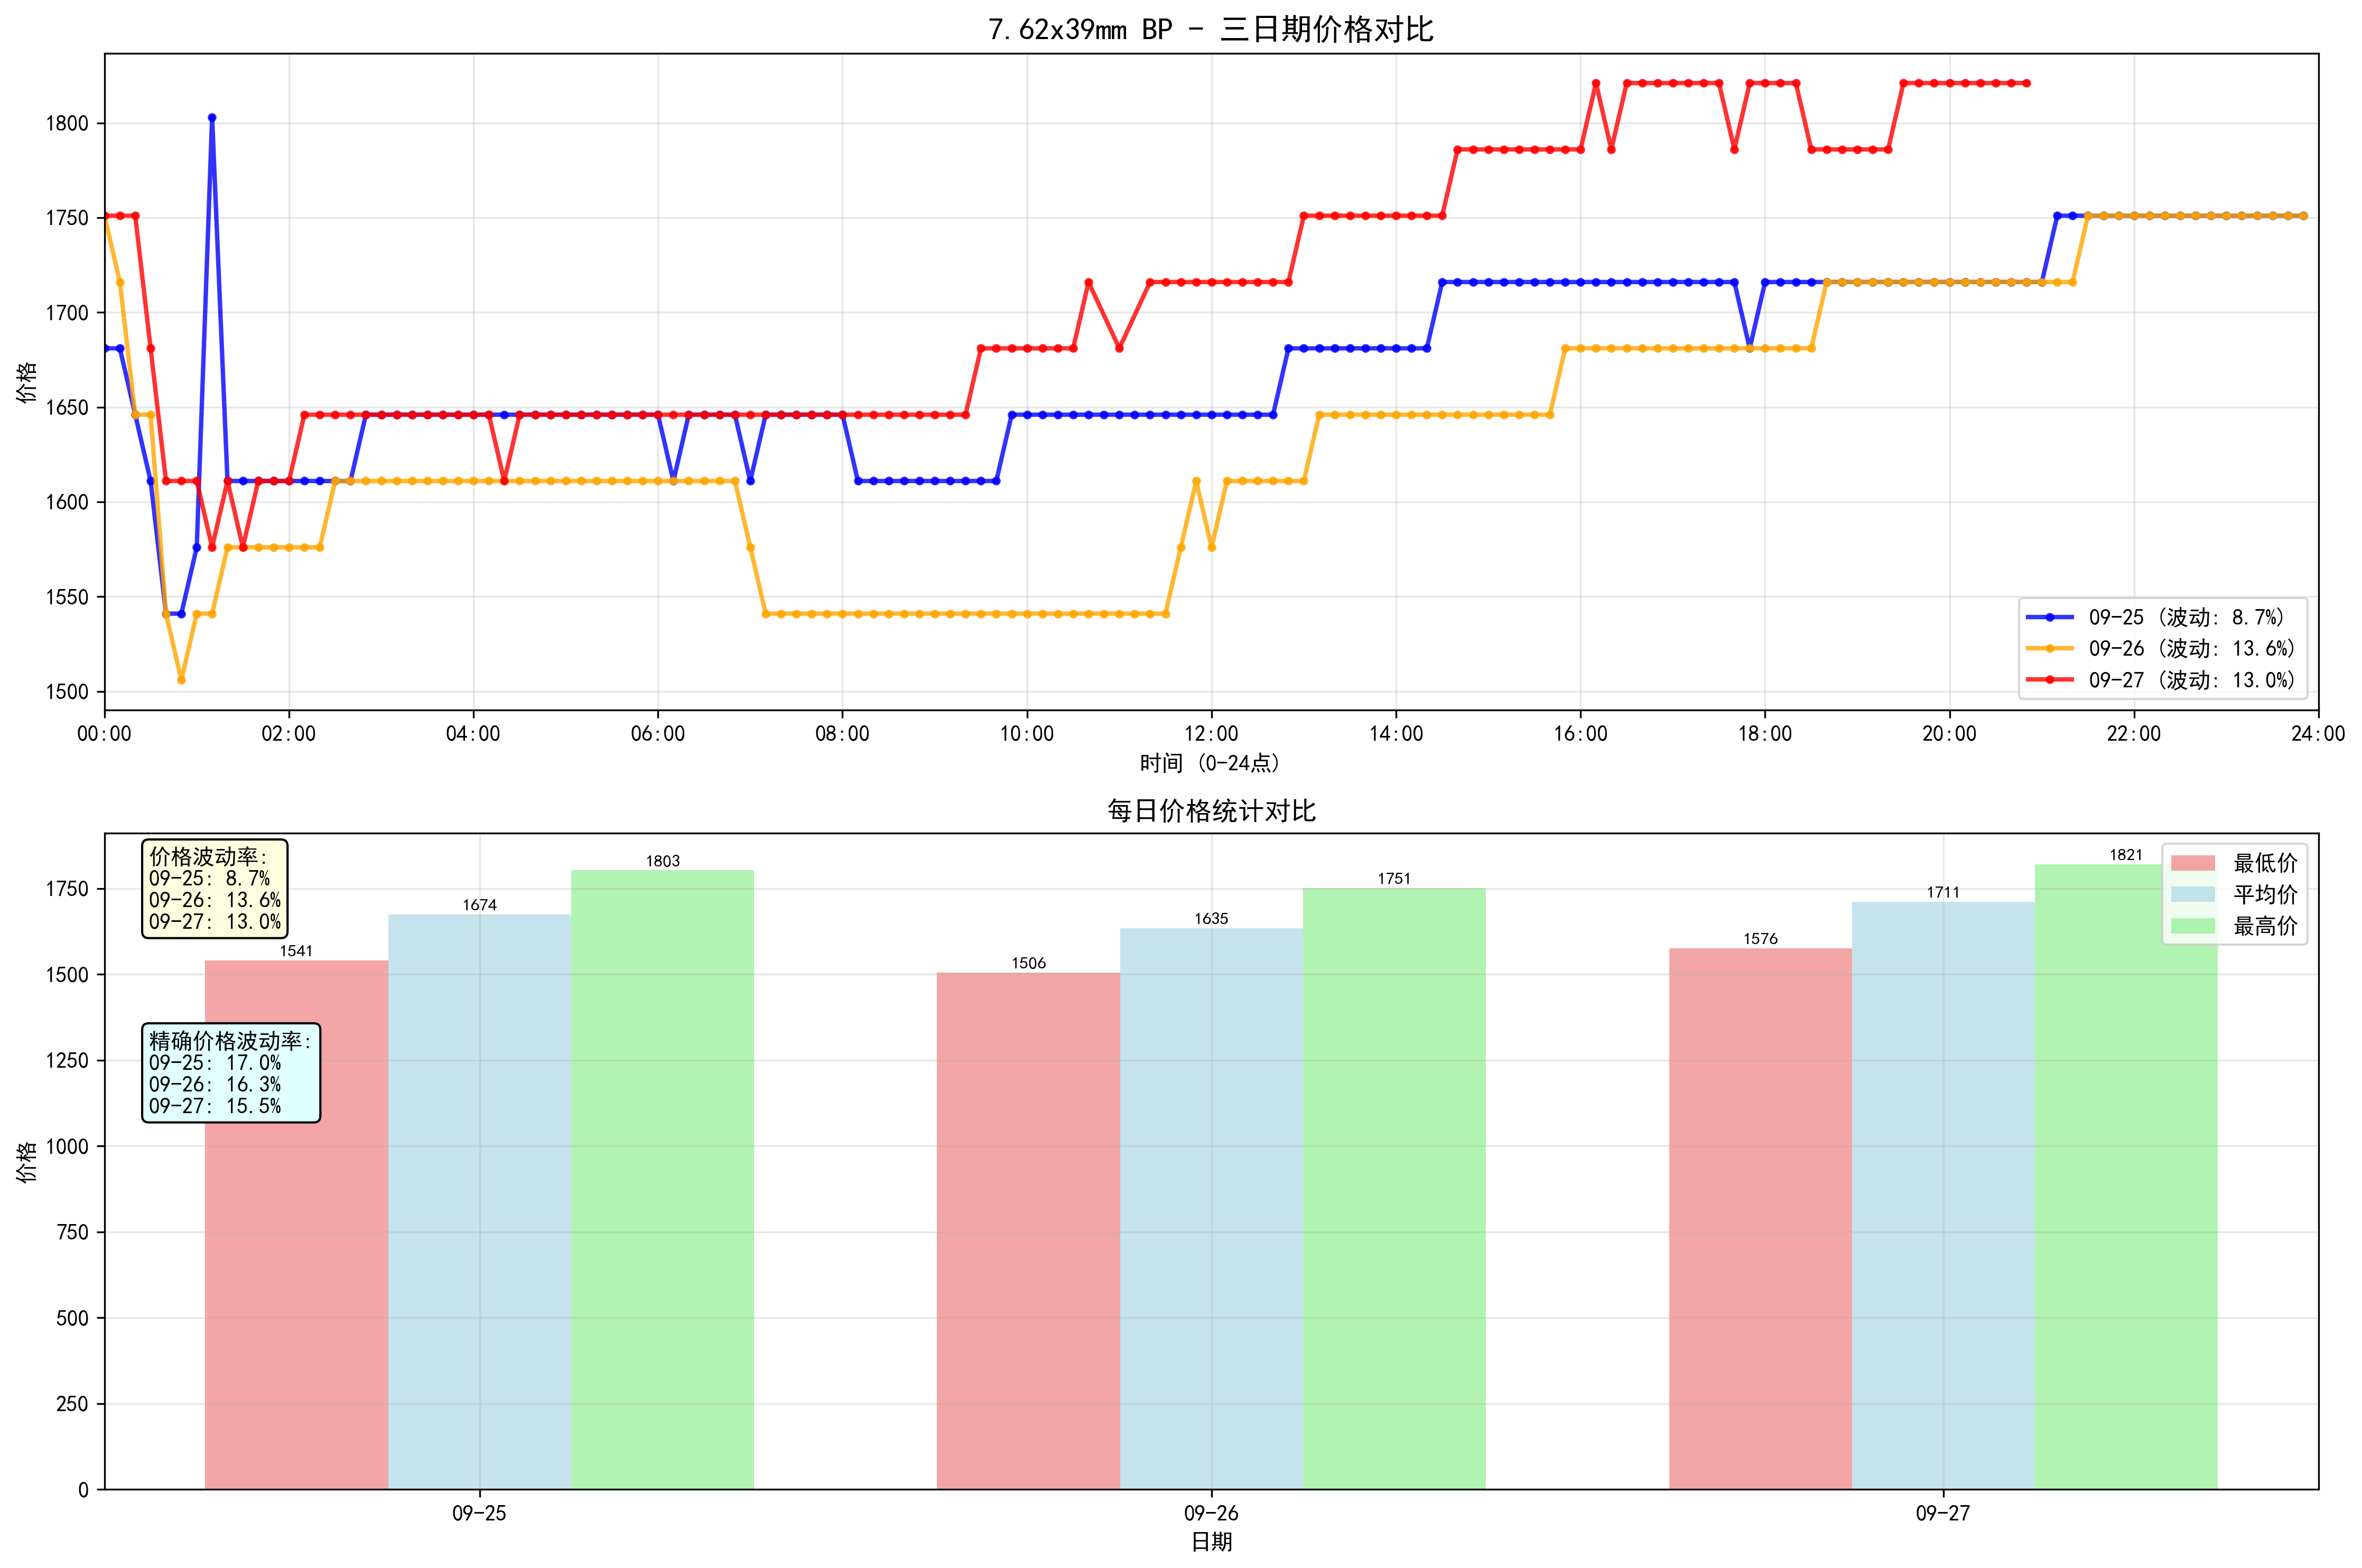 7.62x39mm BP - 三日期价格对比
价格
1800
1750
1700
1650
1600
1550
1500
09-25 (波动: 8.7%)
09-26 (波动: 13.6%)
09-27 (波动: 13.0%)
00:00 02:00 04:00 06:00 08:00 10:00 12:00 14:00 16:00 18:00 20:00 22:00 24:00
时间 (0-24点)
每日价格统计对比
价格
1750
1500
1250
1000
750
500
250
0
价格波动率:
09-25: 8.7%
09-26: 13.6%
09-27: 13.0%
精确价格波动率:
09-25: 17.0%
09-26: 16.3%
09-27: 15.5%
1541 1674 1803
1506 1635 1751
1576 1711 1821
最低价
平均价
最高价
09-25 09-26 09-27
日期